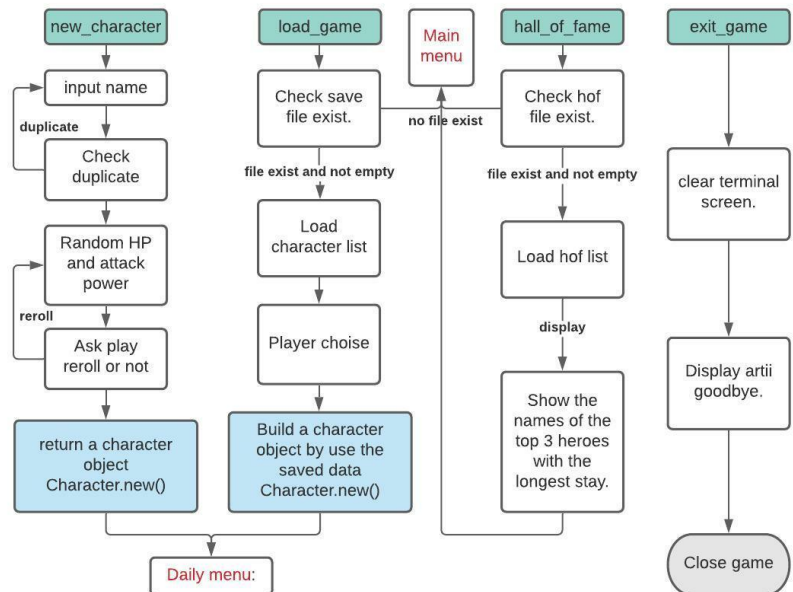 new_character
input name
duplicate
Check
duplicate
Random HP
and attack
power
reroll
Ask play
reroll or not
return a character
object
Character.new()
load_game
Check save
file exist.
file exist and not empty
Load
character list
Player choise
Build a character
object by use the
saved data
Character.new()
Daily menu:
Main
menu
no file exist
hall_of_fame
Check hof
file exist.
file exist and not empty
Load hof list
display
Show the
names of the
top 3 heroes
with the
longest stay.
exit_game
clear terminal
screen.
Display artii
goodbye.
Close game